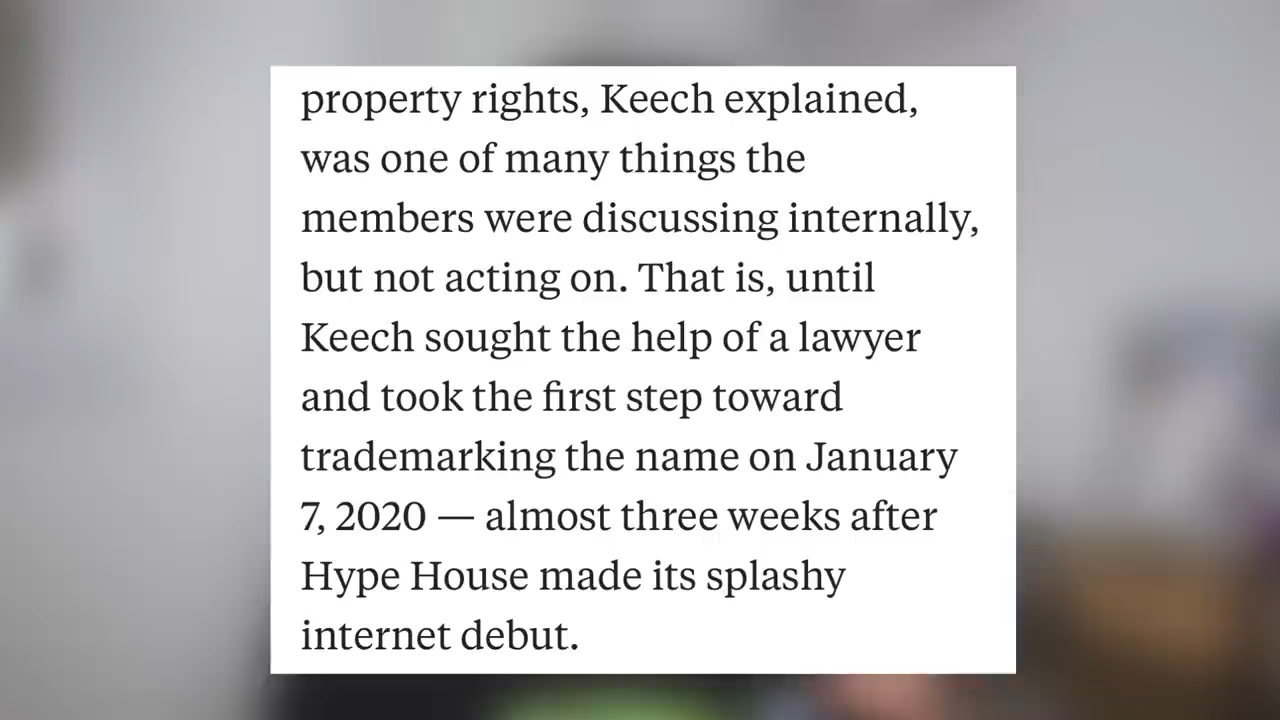 property rights, Keech explained,
was one of many things the
members were discussing internally,
but not acting on. That is, until
Keech sought the help of a lawyer
and took the first step toward
trademarking the name on January
7, 2020 — almost three weeks after
Hype House made its splashy
internet debut.